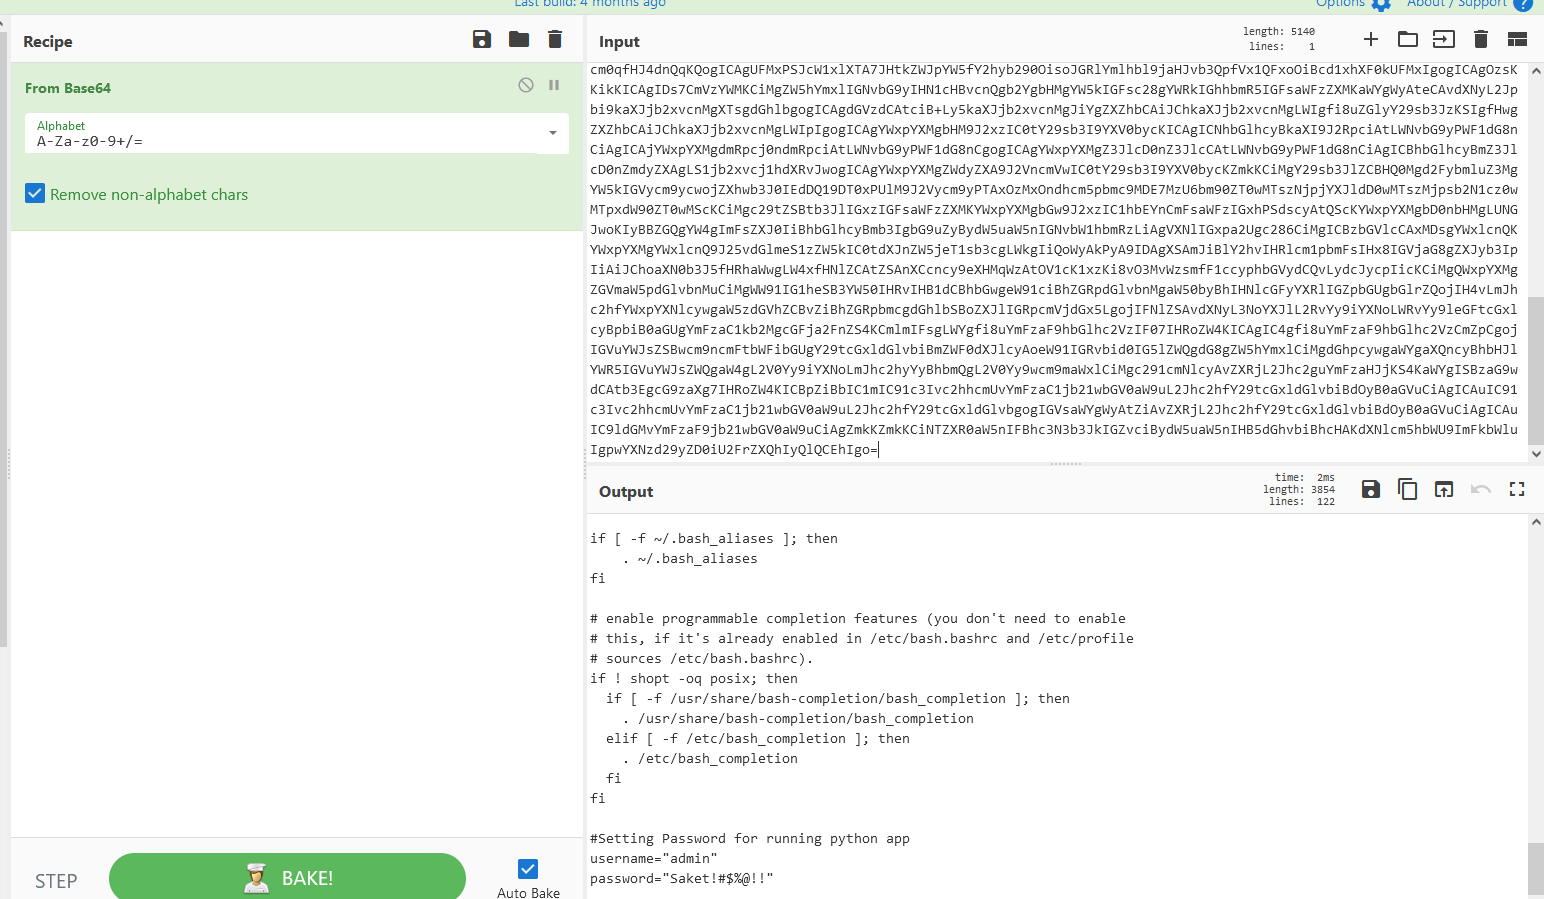 Last build: 4 months ago
Options
About / Support
Recipe
From Base64
Alphabet
A-Za-z0-9+/=
Remove non-alphabet chars
STEP
BAKE!
Auto Bake
Input
length: 5140
lines: 1
cm0qfHJ4dnQqKQogICAgUFMxPSJcW1xlXTA7JHtkZWJpYW5fY2hyb290OisoJGRlYmlhbl9jaHJvb3QpfVx1QFxoOiBcd1xhXF0kUFMxIgogICAgOzsK
KikKICAgIDs7CmVzYWMKCiMgZW5hYmxlIGNvbG9yIHN1cHBvcnQgb2YgbHMgYW5kIGFsc28gYWRkIGhhbmR5IGFsaWFzZXMKaWYgWyAteCAvdXNyL2Jp
bi9kaXJjb2xvcnMgXTsgdGhlbgogICAgdGVzdCAtciB+Ly5kaXJjb2xvcnMgJiYgZXZhbCAiJChkaXJjb2xvcnMgLWIgfi8uZGlyY29sb3JzKSIgfHwg
ZXZhbCAiJChkaXJjb2xvcnMgLWIpIgogICAgYWxpYXMgbHM9J2xzIC0tY29sb3I9YXV0bycKICAgICNhbGlhcyBkaXI9J2RpciAtLWNvbG9yPWF1dG8n
CiAgICAjYWxpYXMgdmRpcj0ndmRpciAtLWNvbG9yPWF1dG8nCgogICAgYWxpYXMgZ3JlcD0nZ3JlcCAtLWNvbG9yPWF1dG8nCiAgICBhbGlhcyBmZ3Jl
cD0nZmdyZXAgLS1jb2xvcj1hdXRvJwogICAgYWxpYXMgZWdyZXA9J2VncmVwIC0tY29sb3I9YXV0bycKZmkKCiMgY29sb3JlZCBHQ0Mgd2FybmluZ3Mg
YW5kIGVycm9ycwojZXhwb3J0IEdDQ19DT0xPUlM9J2Vycm9yPTAxOzMxOndhcm5pbmc9MDE7MzU6bm90ZT0wMTszNjpjYXJldD0wMTszMjpsb2N1cz0w
MTpxdW90ZT0wMScKCiMgc29tZSBtb3JlIGxzIGFsaWFzZXMKYWxpYXMgbGw9J2xzIC1hbEYnCmFsaWFzIGxhPSdscyAtQScKYWxpYXMgbD0nbHMgLUNG
JwoKIyBBZGQgYW4gImFsZXJ0IiBhbGlhcyBmb3IgbG9uZyBydW5uaW5nIGNvbW1hbmRzLiAgVXNlIGxpa2Ugc286CiMgICBzbGVlcCAxMDsgYWxlcnQK
YWxpYXMgYWxlcnQ9J25vdGlmeS1zZW5kIC0tdXJnZW5jeT1sb3cgLWkgIiQoWyAkPyA9IDAgXSAmJiBlY2hvIHRlcm1pbmFsIHx8IGVjaG8gZXJyb3Ip
IiAiJChoaXN0b3J5fHRhaWwgLW4xfHNlZCAtZSAnXCccncy9eXHMqWzAtOV1cK1xzKi8vO3MvWzsmfF1ccyphbGVydCQvLydcJycpIicKCiMgQWxpYXMg
ZGVmaW5pdGlvbnMuCiMgWW91IG1heSB3YW50IHRvIHB1dCBhbGwgeW91ciBhZGRpdGlvbnMgaW50byBhIHNlcGFyYXRlIGZpbGUgbGlrZQojIH4vLmJh
c2hfYWxpYXNlcywgaW5zdGVhZCBvZiBhZGRpbmcgdGhlbSBoZXJlIGRpcmVjdGx5LgojIFNlZSAvdXNyL3NoYXJlL2RvYy9iYXNoLWRvYy9leGFtcGxl
cyBpbiB0aGUgYmFzaC1kb2MgcGFja2FnZS4KCmlmIFsgLWYgfi8uYmFzaF9hbGlhc2VzIF07IHRoZW4KICAgIC4gfi8uYmFzaF9hbGlhc2VzCmZpCgoj
IGVuYWJsZSBwcm9ncmFtbWFibGUgY29tcGxldGlvbiBmZWF0dXJlcyAoeW91IGRvbid0IG5lZWQgdG8gZW5hYmxlCiMgdGhpcywgaWYgaXQncyBhbHJl
YWR5IGVuYWJsZWQgaW4gL2V0Yy9iYXNoLmJhc2hyYyBhbmQgL2V0Yy9wcm9maWxlCiMgc291cmNlcyAvZXRjL2Jhc2guYmFzaHJjKS4KaWYgISBzaG9w
dCAtb3EgcG9zaXg7IHRoZW4KICBpZiBbIC1mIC91c3Ivc2hhcmUvYmFzaC1jb21wbGV0aW9uL2Jhc2hfY29tcGxldGlvbiBdOyB0aGVuCiAgICAuIC91
c3Ivc2hhcmUvYmFzaC1jb21wbGV0aW9uL2Jhc2hfY29tcGxldGlvbgogIGVsaWYgWyAtZiAvZXRjL2Jhc2hfY29tcGxldGlvbiBdOyB0aGVuCiAgICAu
IC9ldGMvYmFzaF9jb21wbGV0aW9uCiAgZmkKZmkKCiNTZXR0aW5nIFBhc3N3b3JkIGZvciBydW5uaW5nIHB5dGhvbiBhcHAKdXNlcm5hbWU9ImFkbWlu
IgpwYXNzd29yZD0iU2FrZXQhIyQlQCEhIgo=
Output
time: 2ms
length: 3854
lines: 122
if [ -f ~/.bash_aliases ]; then
    . ~/.bash_aliases
fi
# enable programmable completion features (you don't need to enable
# this, if it's already enabled in /etc/bash.bashrc and /etc/profile
# sources /etc/bash.bashrc).
if ! shopt -oq posix; then
  if [ -f /usr/share/bash-completion/bash_completion ]; then
    . /usr/share/bash-completion/bash_completion
  elif [ -f /etc/bash_completion ]; then
    . /etc/bash_completion
  fi
fi
#Setting Password for running python app
username="admin"
password="Saket!#$%@!!"